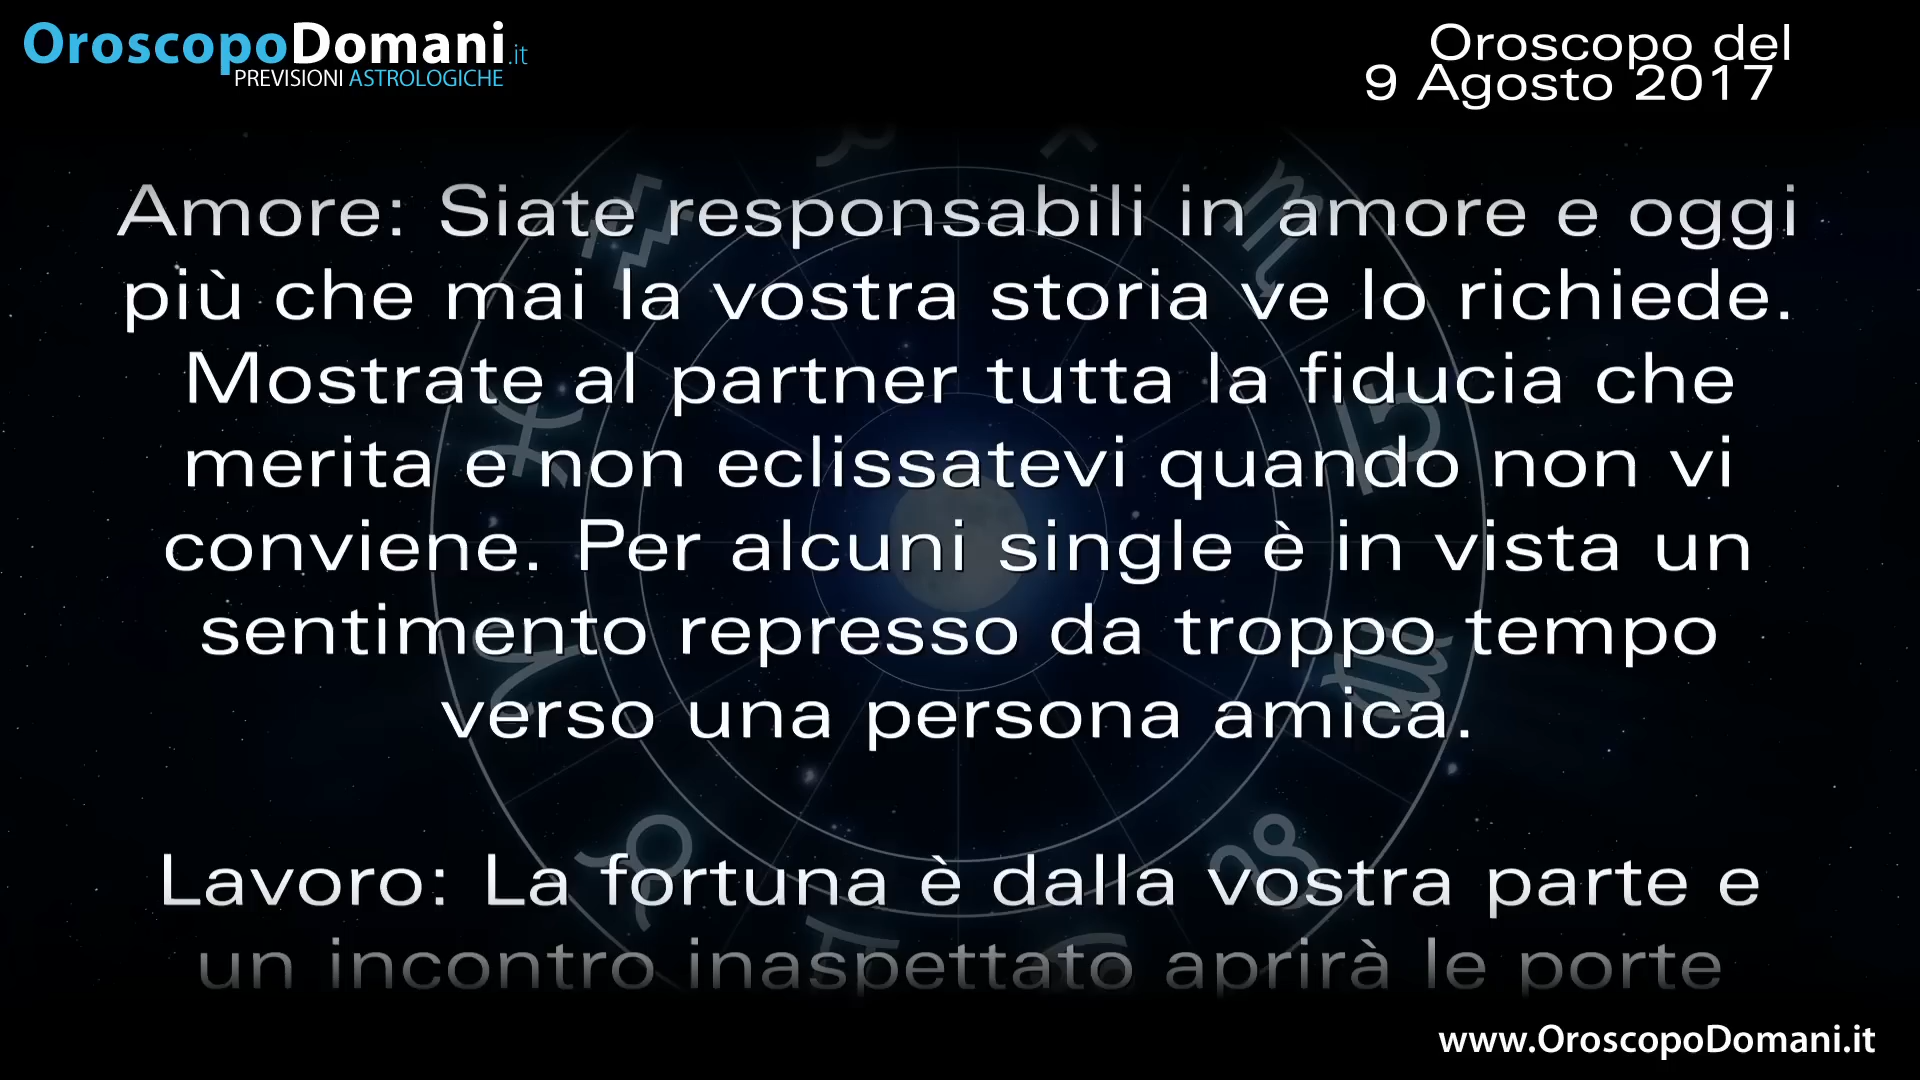 OroscopoDomani.it
PREVISIONI ASTROLOGICHE
Oroscopo del
9 Agosto 2017
Amore: Siate responsabili in amore e oggi
più che mai la vostra storia ve lo richiede.
Mostrate al partner tutta la fiducia che
merita e non eclissatevi quando non vi
conviene. Per alcuni single è in vista un
sentimento represso da troppo tempo
verso una persona amica.
Lavoro: La fortuna è dalla vostra parte e
un incontro inaspettato aprirà le porte
www.OroscopoDomani.it